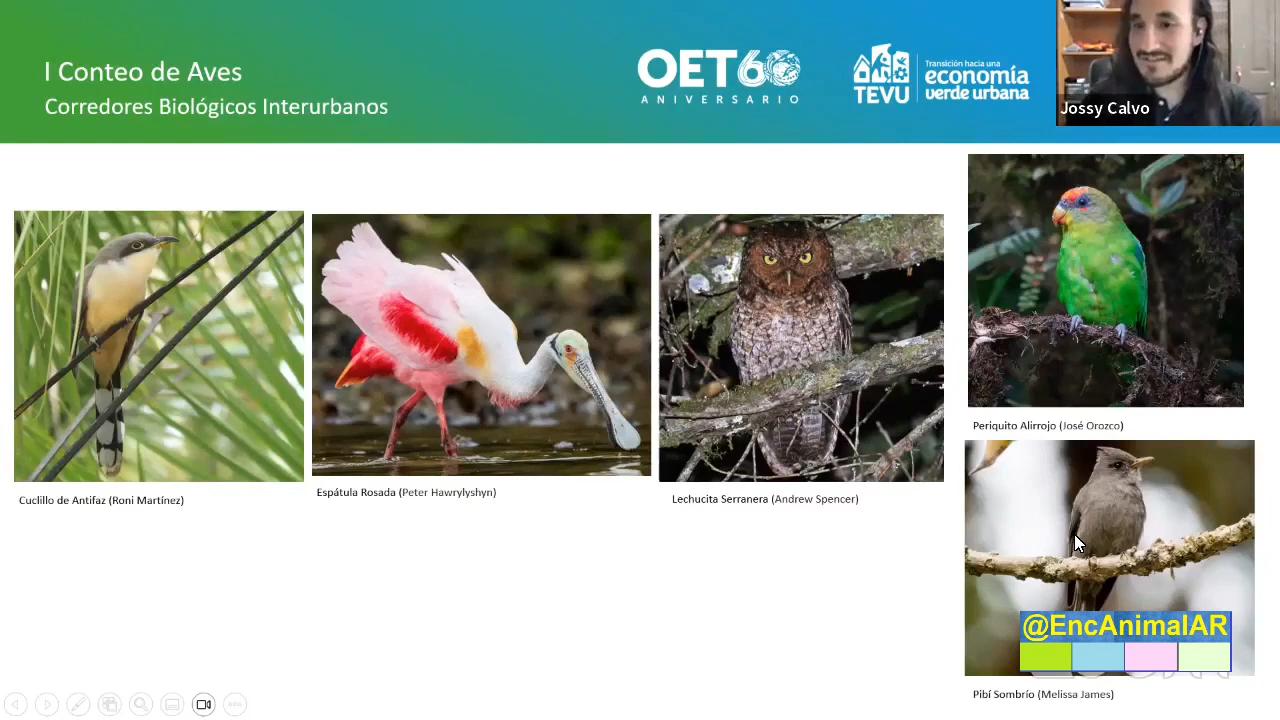 I Conteo de Aves
Corredores Biológicos Interurbanos
OET60
ANIVERSARIO
TEVU
Transición hacia una
economía
verde urbana
Jossy Calvo
Cuclillo de Antifaz (Roni Martínez)
Espátula Rosada (Peter Hawrylyshyn)
Lechucita Serranera (Andrew Spencer)
Periquito Alirrojo (José Orozco)
@EncAnimalAR
Pibí Sombrío (Melissa James)